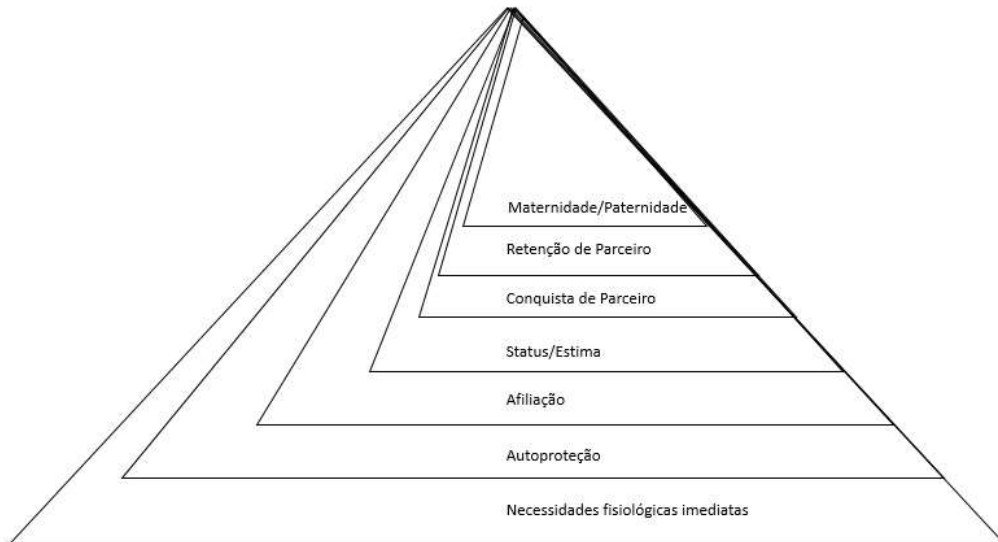 Maternidade/Paternidade
Retenção de Parceiro
Conquista de Parceiro
Status/Estima
Afiliação
Autoproteção
Necessidades fisiológicas imediatas